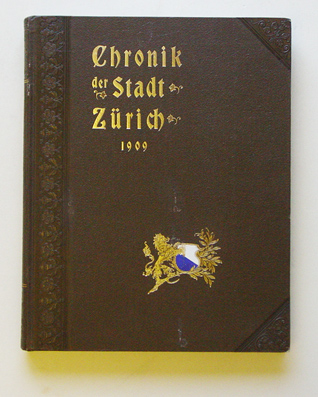 Chronik
der Stadt
Zürich
1909